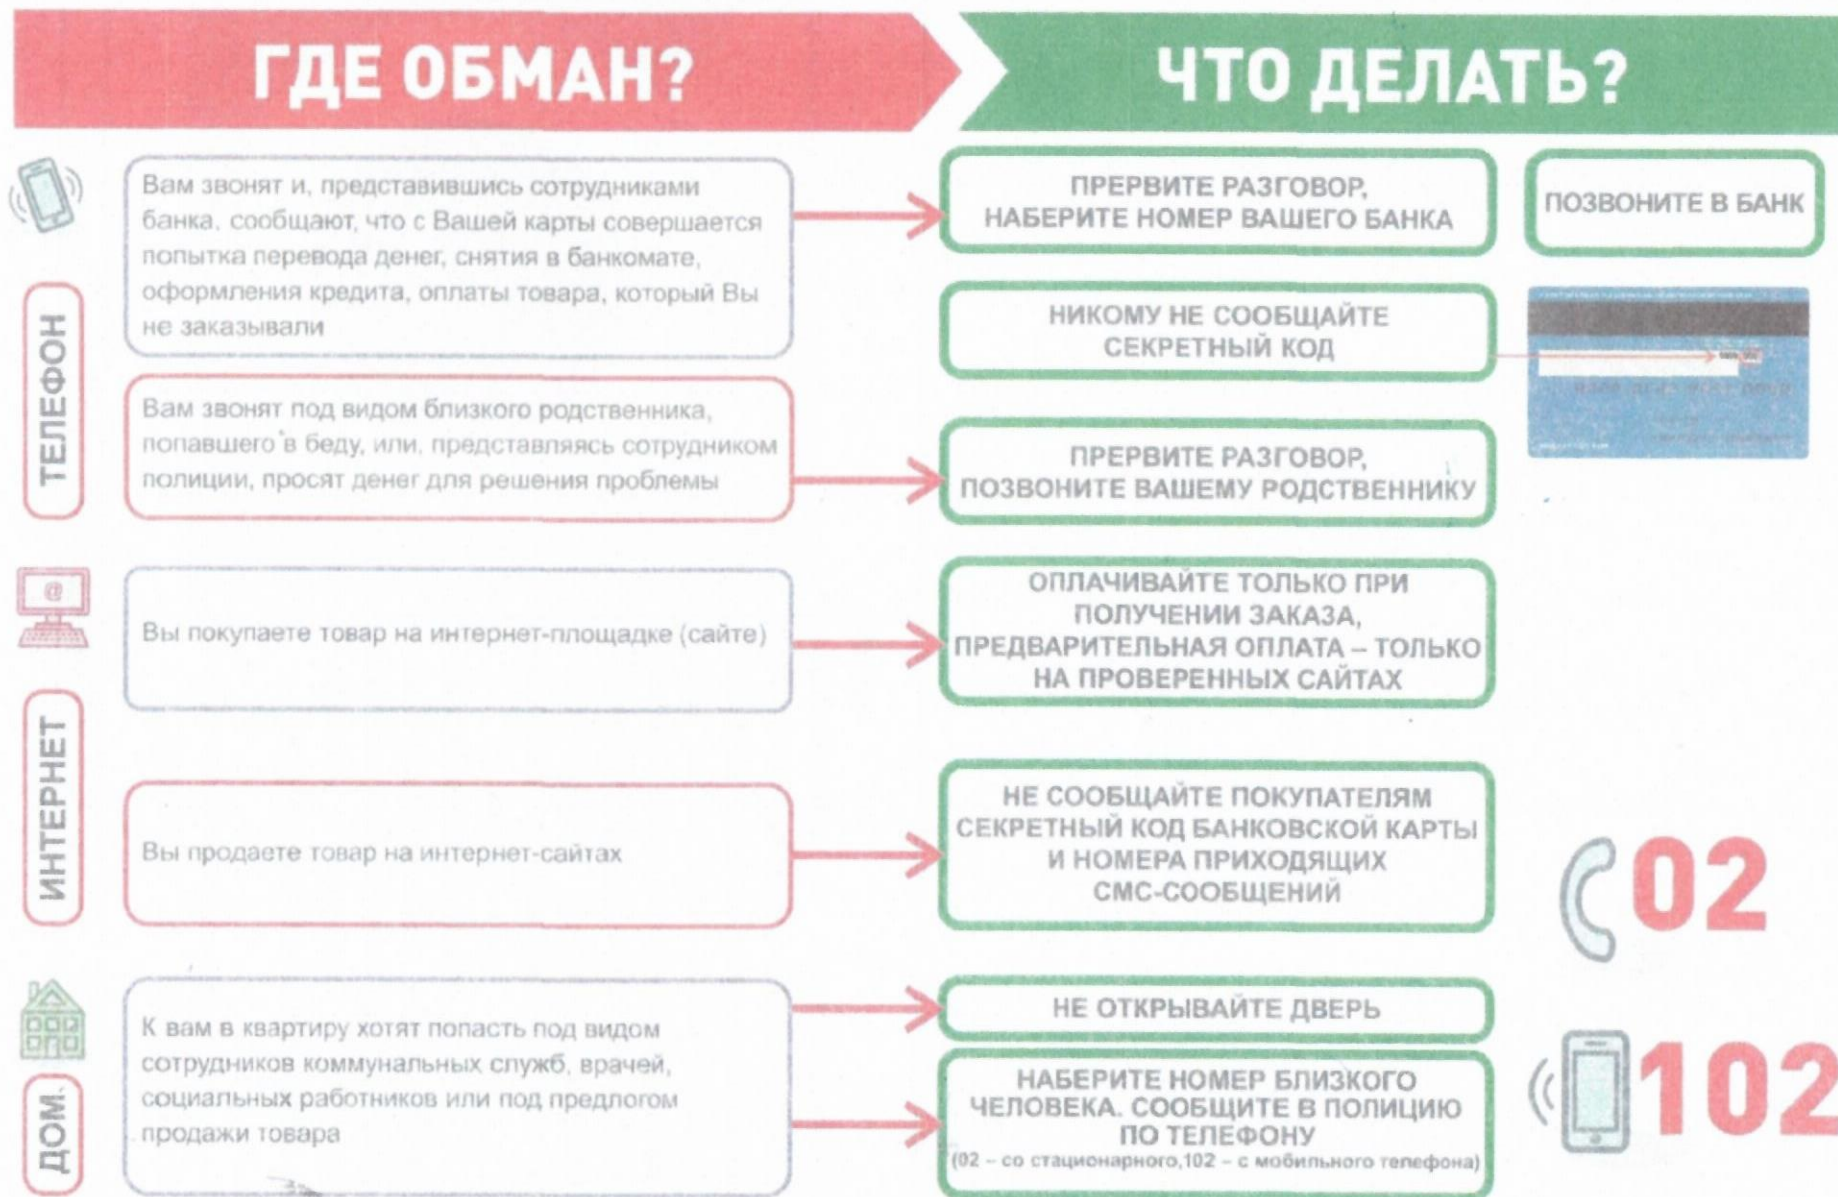 ГДЕ ОБМАН?
ЧТО ДЕЛАТЬ?
ТЕЛЕФОН
Вам звонят и, представившись сотрудниками
банка, сообщают, что с Вашей карты совершается
попытка перевода денег, снятия в банкомате,
оформления кредита, оплаты товара, который Вы
не заказывали
ПРЕРВИТЕ РАЗГОВОР,
НАБЕРИТЕ НОМЕР ВАШЕГО БАНКА
ПОЗВОНИТЕ В БАНК
НИКОМУ НЕ СООБЩАЙТЕ
СЕКРЕТНЫЙ КОД
Вам звонят под видом близкого родственника,
попавшего в беду, или, представляясь сотрудником
полиции, просят денег для решения проблемы
ПРЕРВИТЕ РАЗГОВОР,
ПОЗВОНИТЕ ВАШЕМУ РОДСТВЕННИКУ
@
ИНТЕРНЕТ
Вы покупаете товар на интернет-площадке (сайте)
ОПЛАЧИВАЙТЕ ТОЛЬКО ПРИ
ПОЛУЧЕНИИ ЗАКАЗА,
ПРЕДВАРИТЕЛЬНАЯ ОПЛАТА – ТОЛЬКО
НА ПРОВЕРЕННЫХ САЙТАХ
Вы продаете товар на интернет-сайтах
НЕ СООБЩАЙТЕ ПОКУПАТЕЛЯМ
СЕКРЕТНЫЙ КОД БАНКОВСКОЙ КАРТЫ
И НОМЕРА ПРИХОДЯЩИХ
СМС-СООБЩЕНИЙ
02
ДОМ.
К вам в квартиру хотят попасть под видом
сотрудников коммунальных служб, врачей,
социальных работников или под предлогом
продажи товара
НЕ ОТКРЫВАЙТЕ ДВЕРЬ
НАБЕРИТЕ НОМЕР БЛИЗКОГО
ЧЕЛОВЕКА. СООБЩИТЕ В ПОЛИЦИЮ
ПО ТЕЛЕФОНУ
(02 – со стационарного,102 – с мобильного телефона)
102